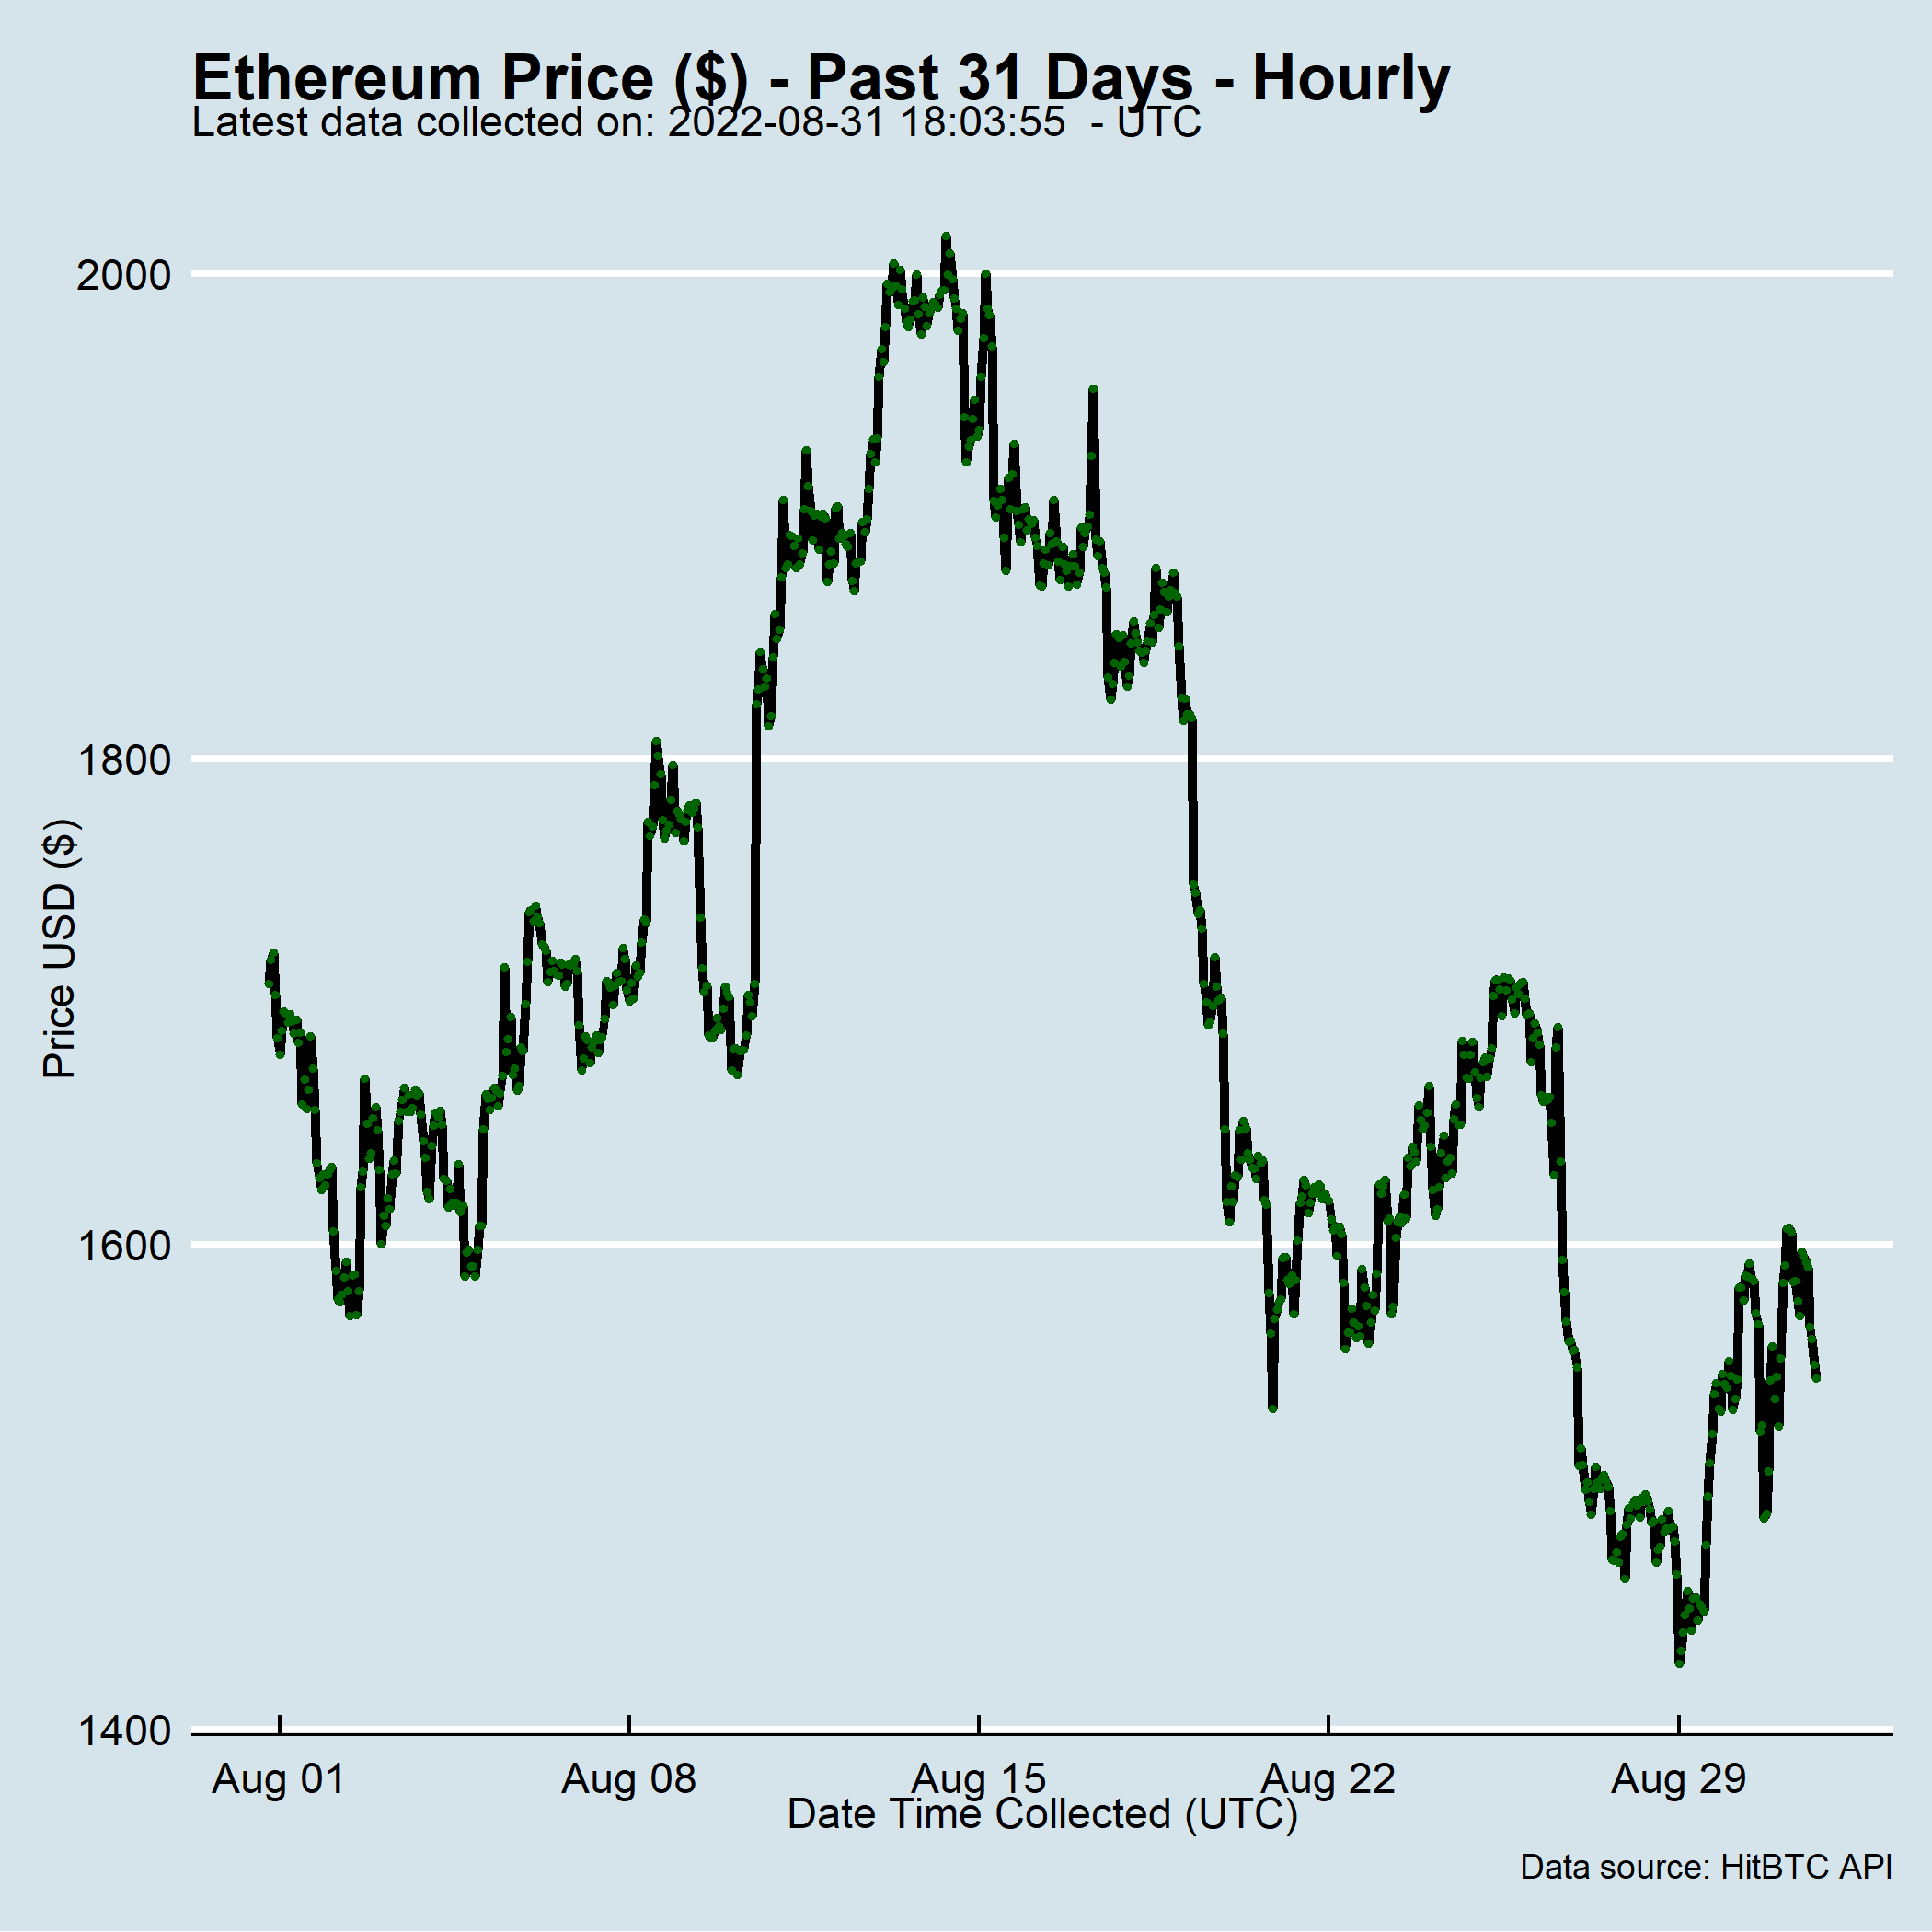 Ethereum Price ($) - Past 31 Days - Hourly
Latest data collected on: 2022-08-31 18:03:55  - UTC
2000
1800
1600
1400
Price USD ($)
Aug 01
Aug 08
Aug 15
Aug 22
Aug 29
Date Time Collected (UTC)
Data source: HitBTC API